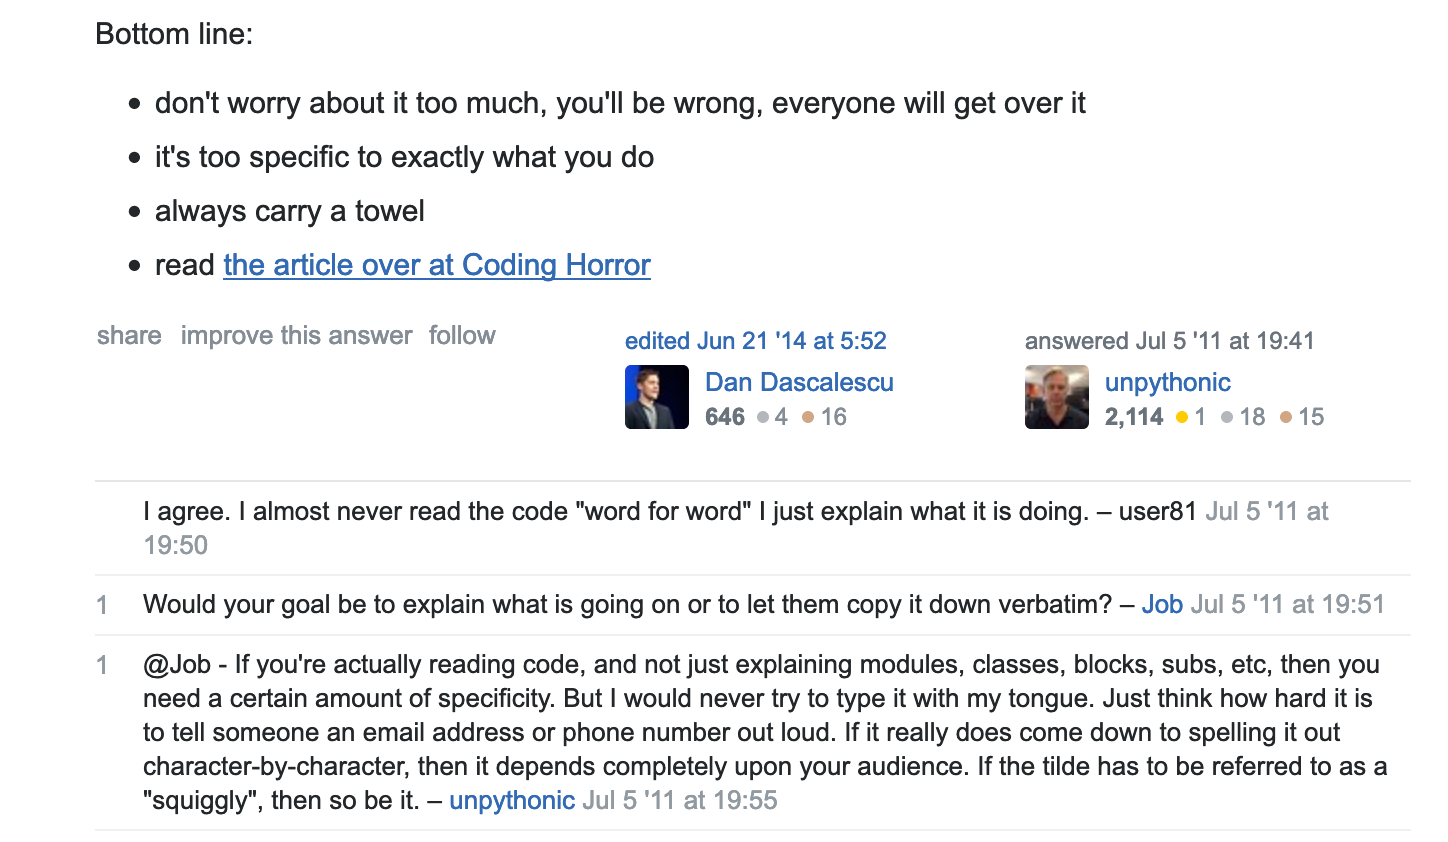 Bottom line:
• don't worry about it too much, you'll be wrong, everyone will get over it
• it's too specific to exactly what you do
• always carry a towel
• read the article over at Coding Horror
share improve this answer follow
edited Jun 21 '14 at 5:52
Dan Dascalescu
646 ● 4 ● 16
answered Jul 5 '11 at 19:41
unpythonic
2,114 ● 1 ● 18 ● 15
I agree. I almost never read the code "word for word" I just explain what it is doing. – user81 Jul 5 '11 at
19:50
1 Would your goal be to explain what is going on or to let them copy it down verbatim? – Job Jul 5 '11 at 19:51
1 @Job - If you're actually reading code, and not just explaining modules, classes, blocks, subs, etc, then you
need a certain amount of specificity. But I would never try to type it with my tongue. Just think how hard it is
to tell someone an email address or phone number out loud. If it really does come down to spelling it out
character-by-character, then it depends completely upon your audience. If the tilde has to be referred to as a
"squiggly", then so be it. – unpythonic Jul 5 '11 at 19:55